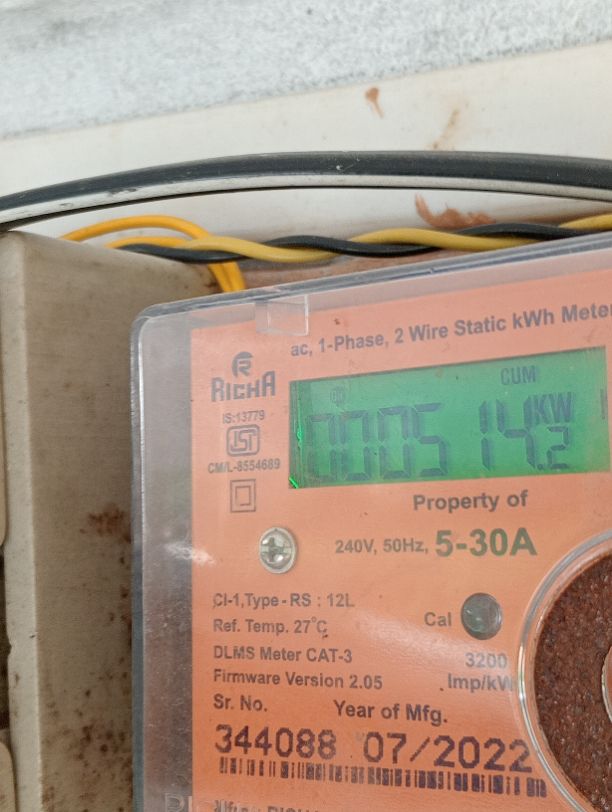 ac, 1-Phase, 2 Wire Static kWh Meter
RICHA
IS:13779
CM/L-8554689
CUM
KW
000514.2
Property of
240V, 50Hz, 5-30A
Cl-1,Type-RS : 12L
Ref. Temp. 27°C
DLMS Meter CAT-3
Firmware Version 2.05
Cal
3200
Imp/kW
Sr. No. Year of Mfg.
344088 07/2022